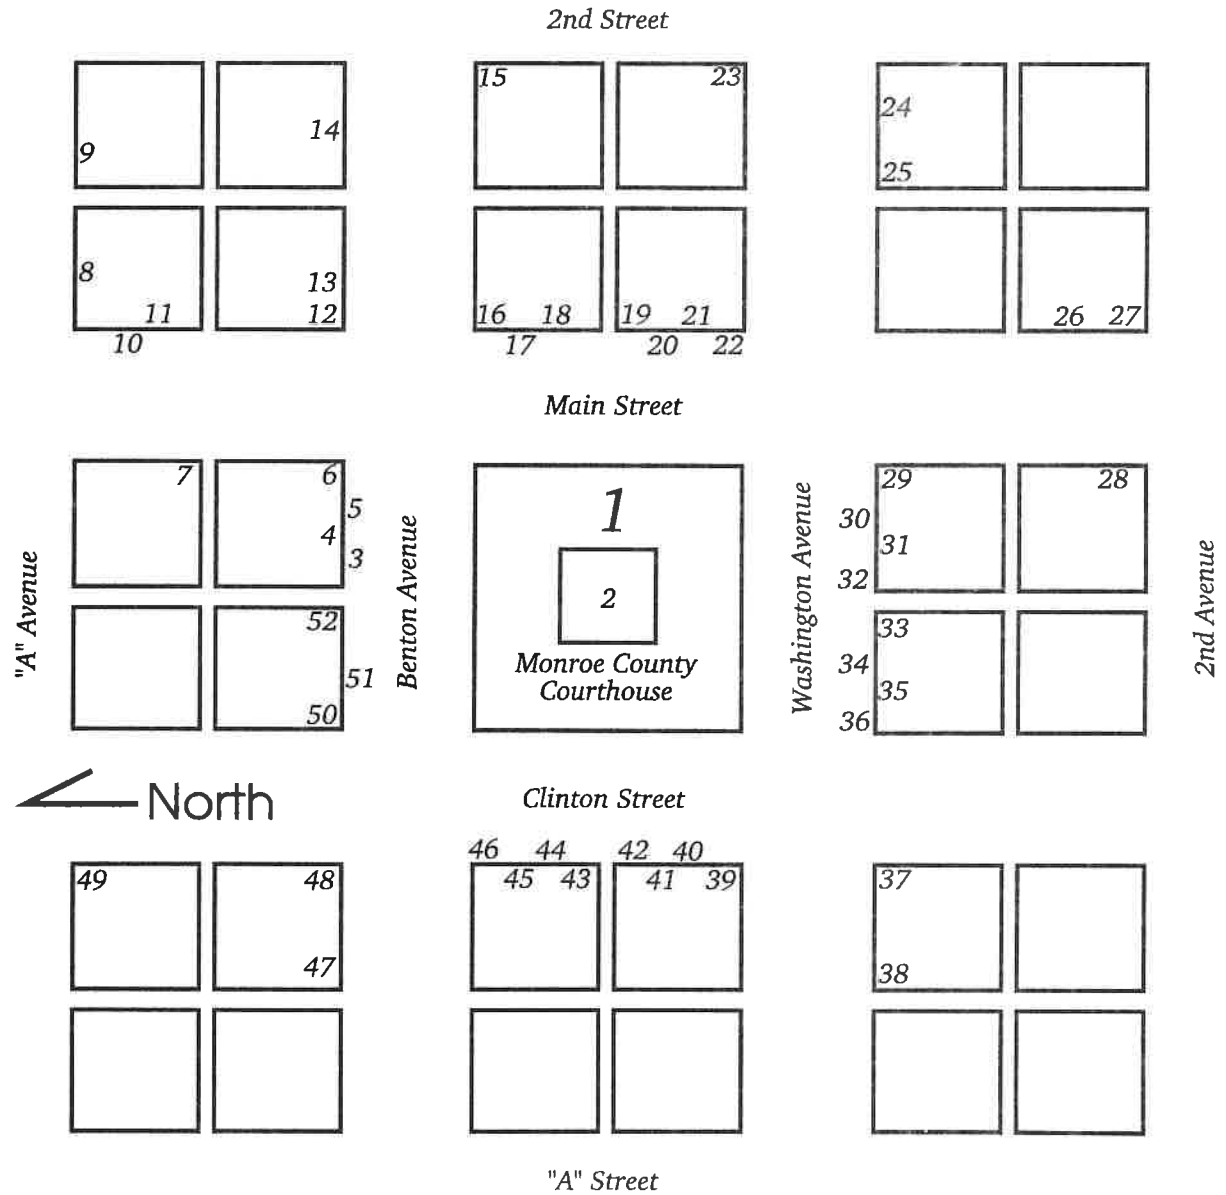 2nd Street
15 23
24
14
9
25
8
13
11 12 16 18 19 21 26 27
10 17 20 22
Main Street
7 6 29 28
1
5 30
4 31
3 32
"A" Avenue
Benton Avenue
Washington Avenue
2nd Avenue
2
52 33
Monroe County
Courthouse
34
51 35
50 36
North
Clinton Street
46 44 42 40
49 48 45 43 41 39 37
47 38
"A" Street